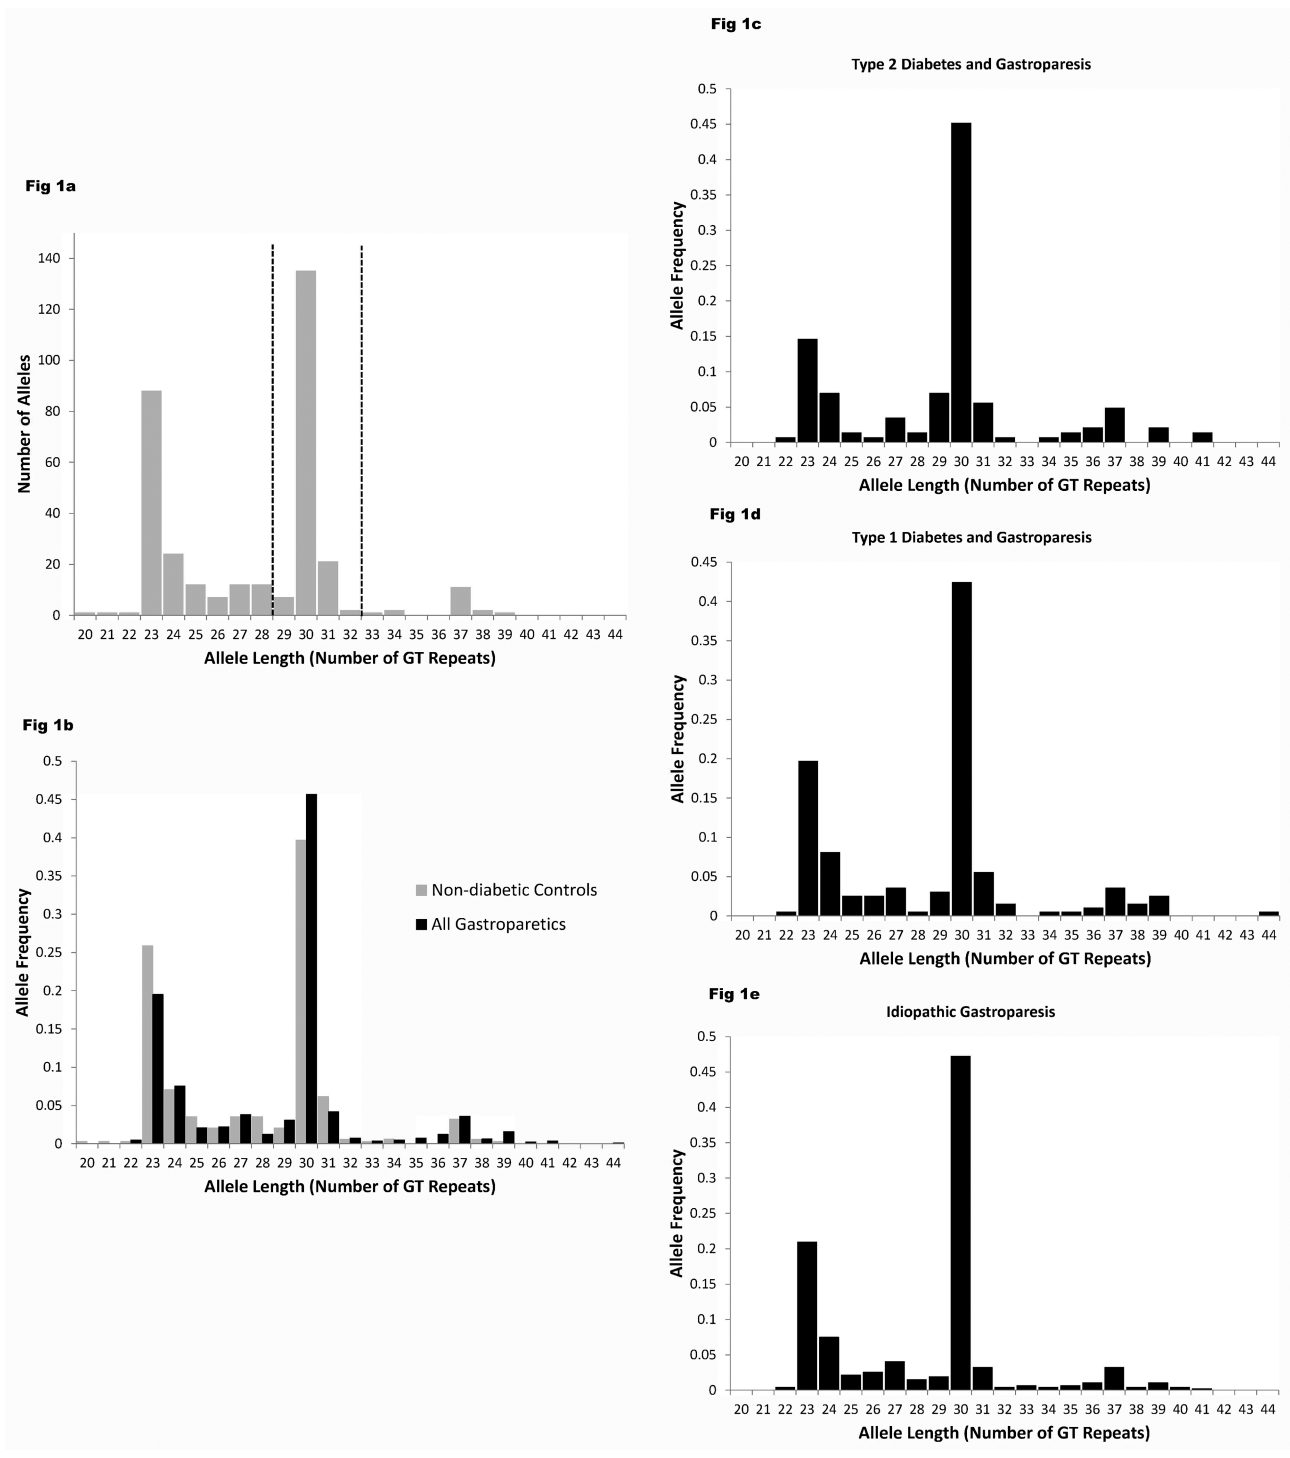 Fig 1a
140
120
100
80
60
40
20
0
Number of Alleles
20 21 22 23 24 25 26 27 28 29 30 31 32 33 34 35 36 37 38 39 40 41 42 43 44
Allele Length (Number of GT Repeats)
Fig 1b
0.5
0.45
0.4
0.35
0.3
0.25
0.2
0.15
0.1
0.05
0
Allele Frequency
Non-diabetic Controls
All Gastroparetics
20 21 22 23 24 25 26 27 28 29 30 31 32 33 34 35 36 37 38 39 40 41 42 43 44
Allele Length (Number of GT Repeats)
Fig 1c
Type 2 Diabetes and Gastroparesis
0.5
0.45
0.4
0.35
0.3
0.25
0.2
0.15
0.1
0.05
0
Allele Frequency
20 21 22 23 24 25 26 27 28 29 30 31 32 33 34 35 36 37 38 39 40 41 42 43 44
Allele Length (Number of GT Repeats)
Fig 1d
Type 1 Diabetes and Gastroparesis
0.45
0.4
0.35
0.3
0.25
0.2
0.15
0.1
0.05
0
Allele Frequency
20 21 22 23 24 25 26 27 28 29 30 31 32 33 34 35 36 37 38 39 40 41 42 43 44
Allele Length (Number of GT Repeats)
Fig 1e
Idiopathic Gastroparesis
0.5
0.45
0.4
0.35
0.3
0.25
0.2
0.15
0.1
0.05
0
Allele Frequency
20 21 22 23 24 25 26 27 28 29 30 31 32 33 34 35 36 37 38 39 40 41 42 43 44
Allele Length (Number of GT Repeats)